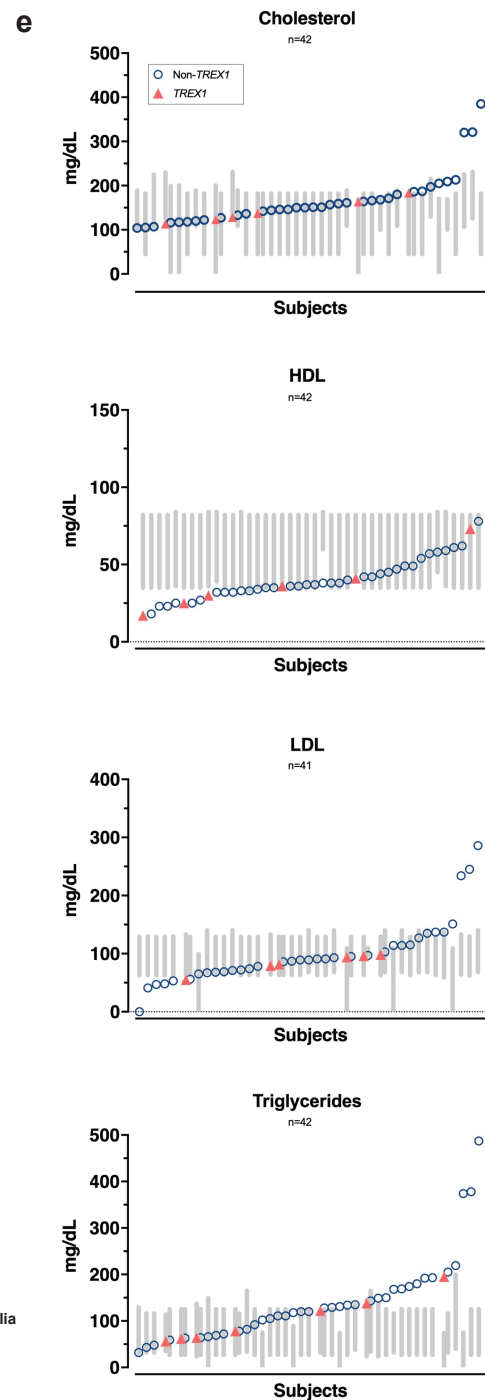 e
Cholesterol
n=42
500
400
300
200
100
0
mg/dL
Non-TREX1
TREX1
Subjects
HDL
n=42
150
100
50
0
mg/dL
Subjects
LDL
n=41
400
300
200
100
0
mg/dL
Subjects
Triglycerides
n=42
500
400
300
200
100
0
mg/dL
Subjects
lia